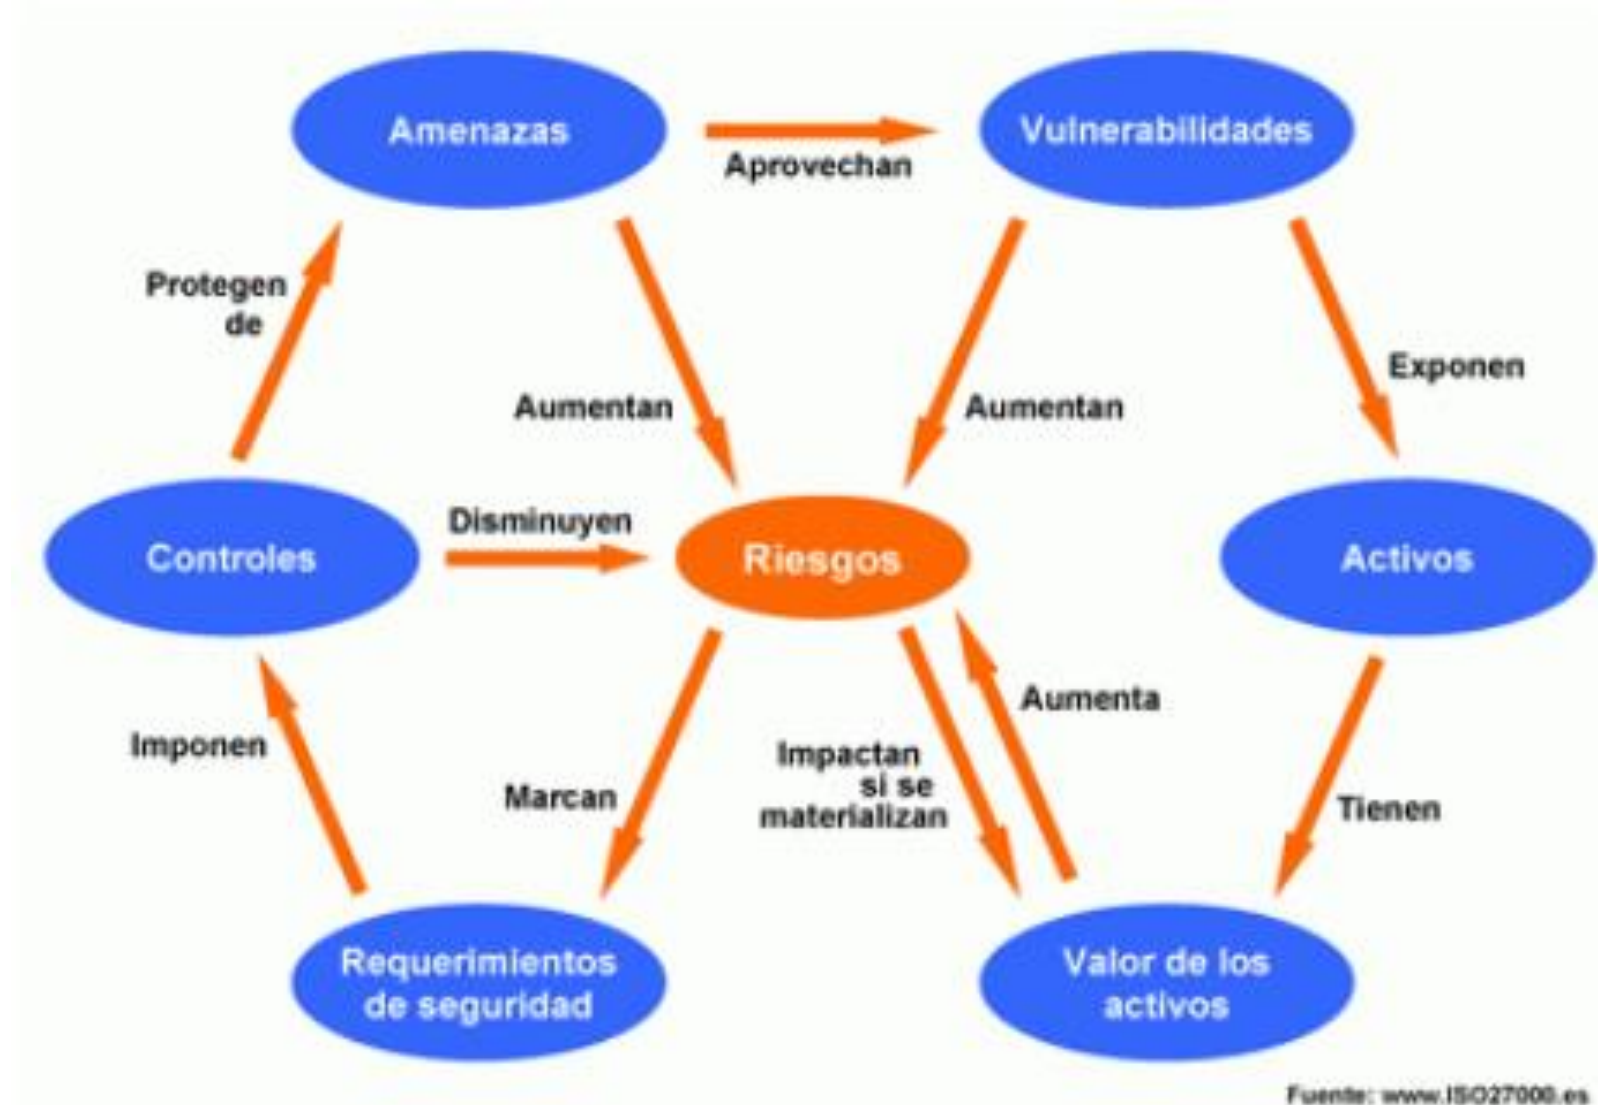 Amenazas
Aprovechan
Vulnerabilidades
Protegen
de
Aumentan
Aumentan
Exponen
Controles
Disminuyen
Riesgos
Activos
Imponen
Marcan
Impactan
si se
materializan
Aumenta
Tienen
Requerimientos
de seguridad
Valor de los
activos
Fuente: www.ISO27000.es